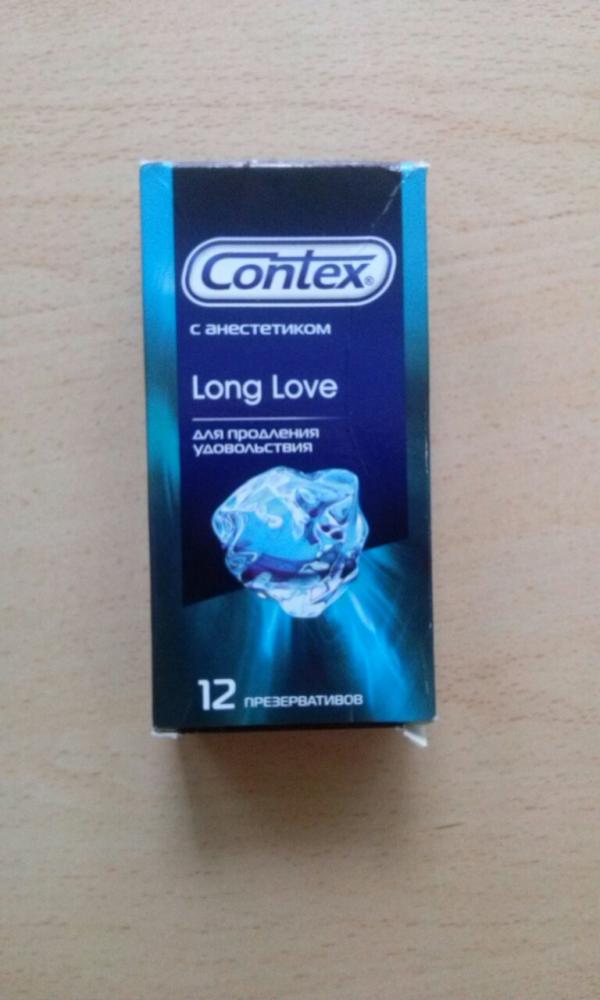 Contex®
с анестетиком
Long Love
для продления
удовольствия
12 ПРЕЗЕРВАТИВОВ